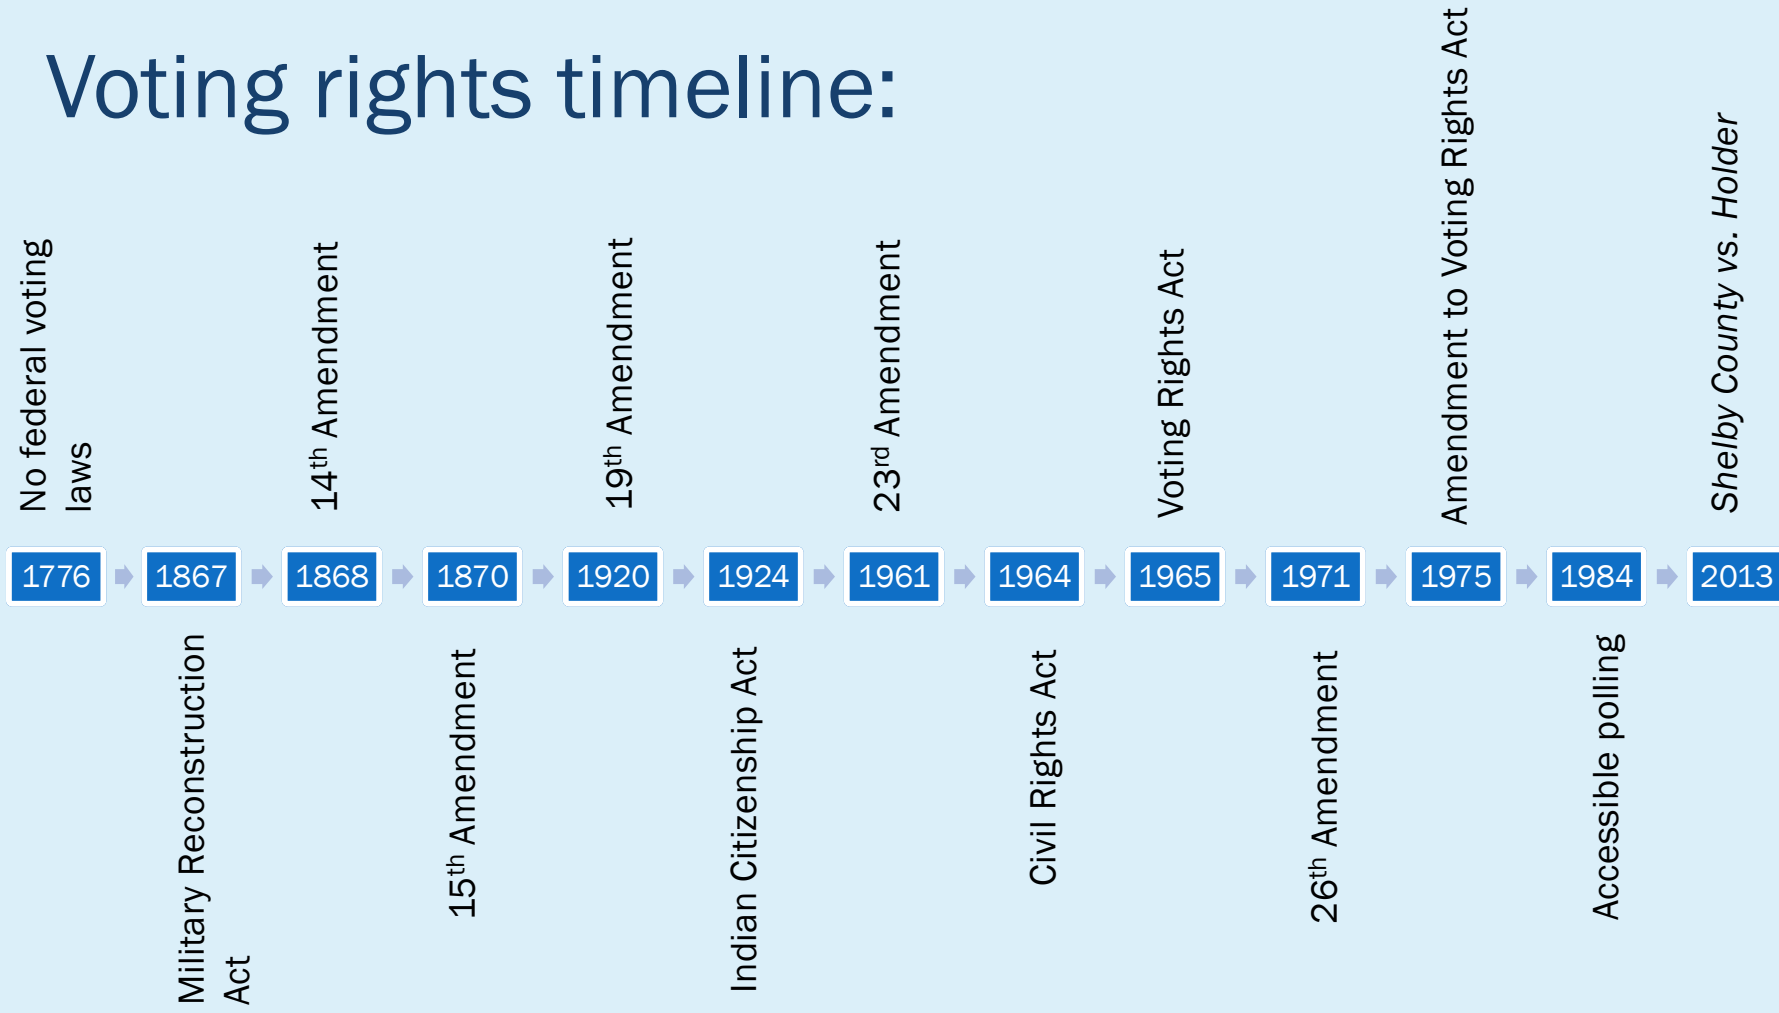 Voting rights timeline:
No federal voting
laws
14th Amendment
19th Amendment
23rd Amendment
Voting Rights Act
Amendment to Voting Rights Act
Shelby County vs. Holder
1776
1867
1868
1870
1920
1924
1961
1964
1965
1971
1975
1984
2013
Military Reconstruction
Act
15th Amendment
Indian Citizenship Act
Civil Rights Act
26th Amendment
Accessible polling